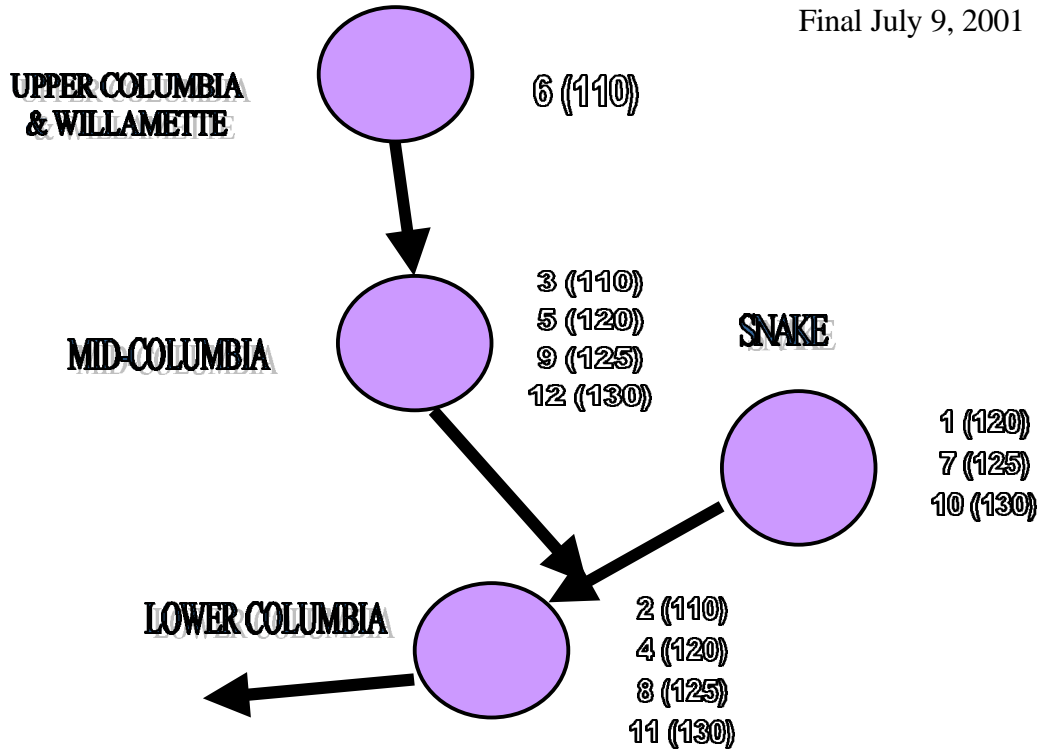 Final July 9, 2001
UPPER COLUMBIA
& WILLAMETTE
6 (110)
MID-COLUMBIA
3 (110)
5 (120)
9 (125)
12 (130)
SNAKE
1 (120)
7 (125)
10 (130)
LOWER COLUMBIA
2 (110)
4 (120)
8 (125)
11 (130)